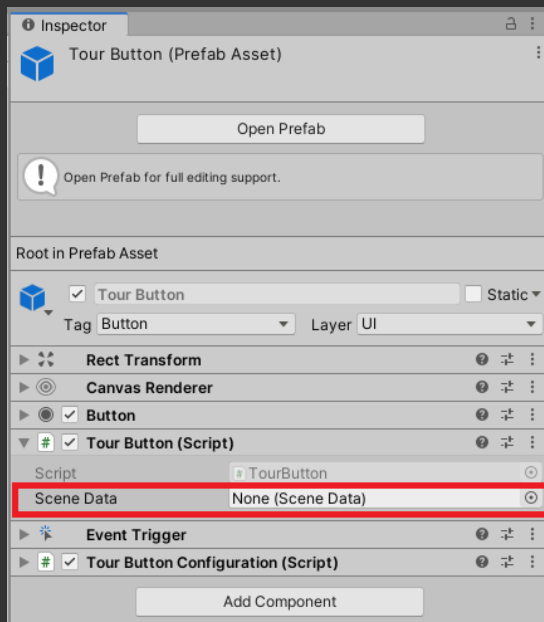 Inspector
Tour Button (Prefab Asset)
Open Prefab
Open Prefab for full editing support.
Root in Prefab Asset
Tour Button Static
Tag Button Layer UI
Rect Transform
Canvas Renderer
Button
# Tour Button (Script)
Script # TourButton
Scene Data None (Scene Data)
Event Trigger
# Tour Button Configuration (Script)
Add Component